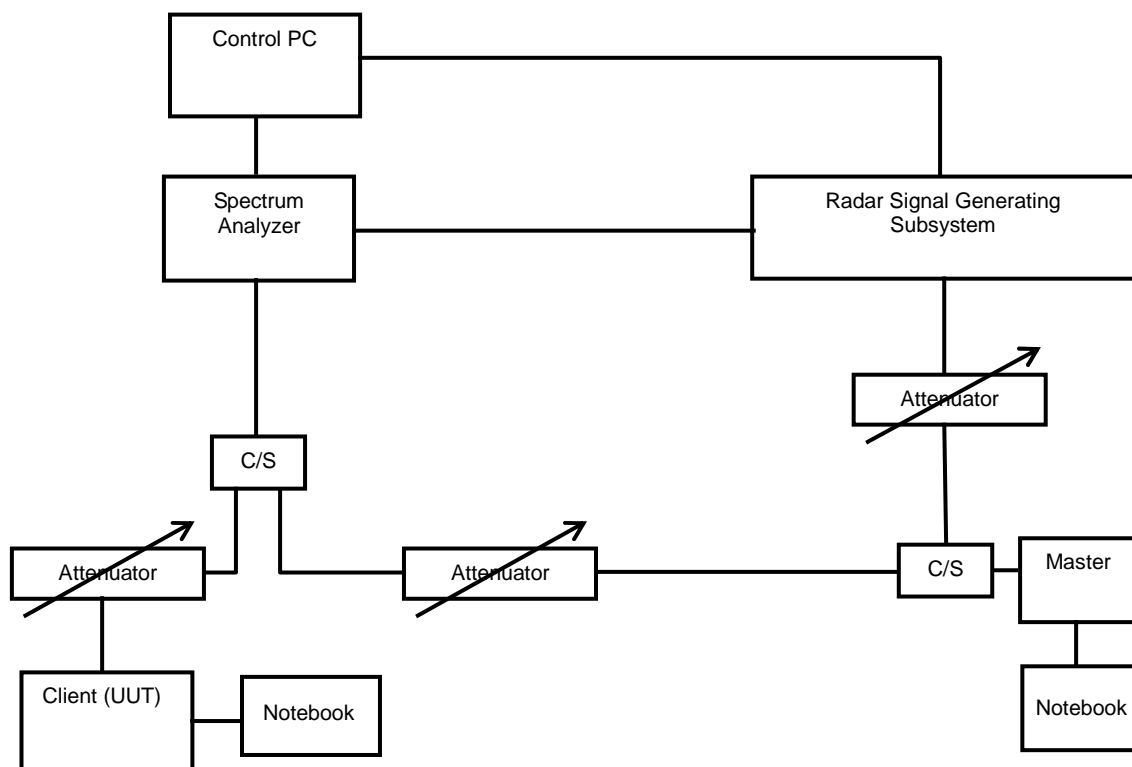 Control PC
Spectrum
Analyzer
Radar Signal Generating
Subsystem
Attenuator
C/S
Attenuator
Attenuator
C/S
Master
Client (UUT)
Notebook
Notebook